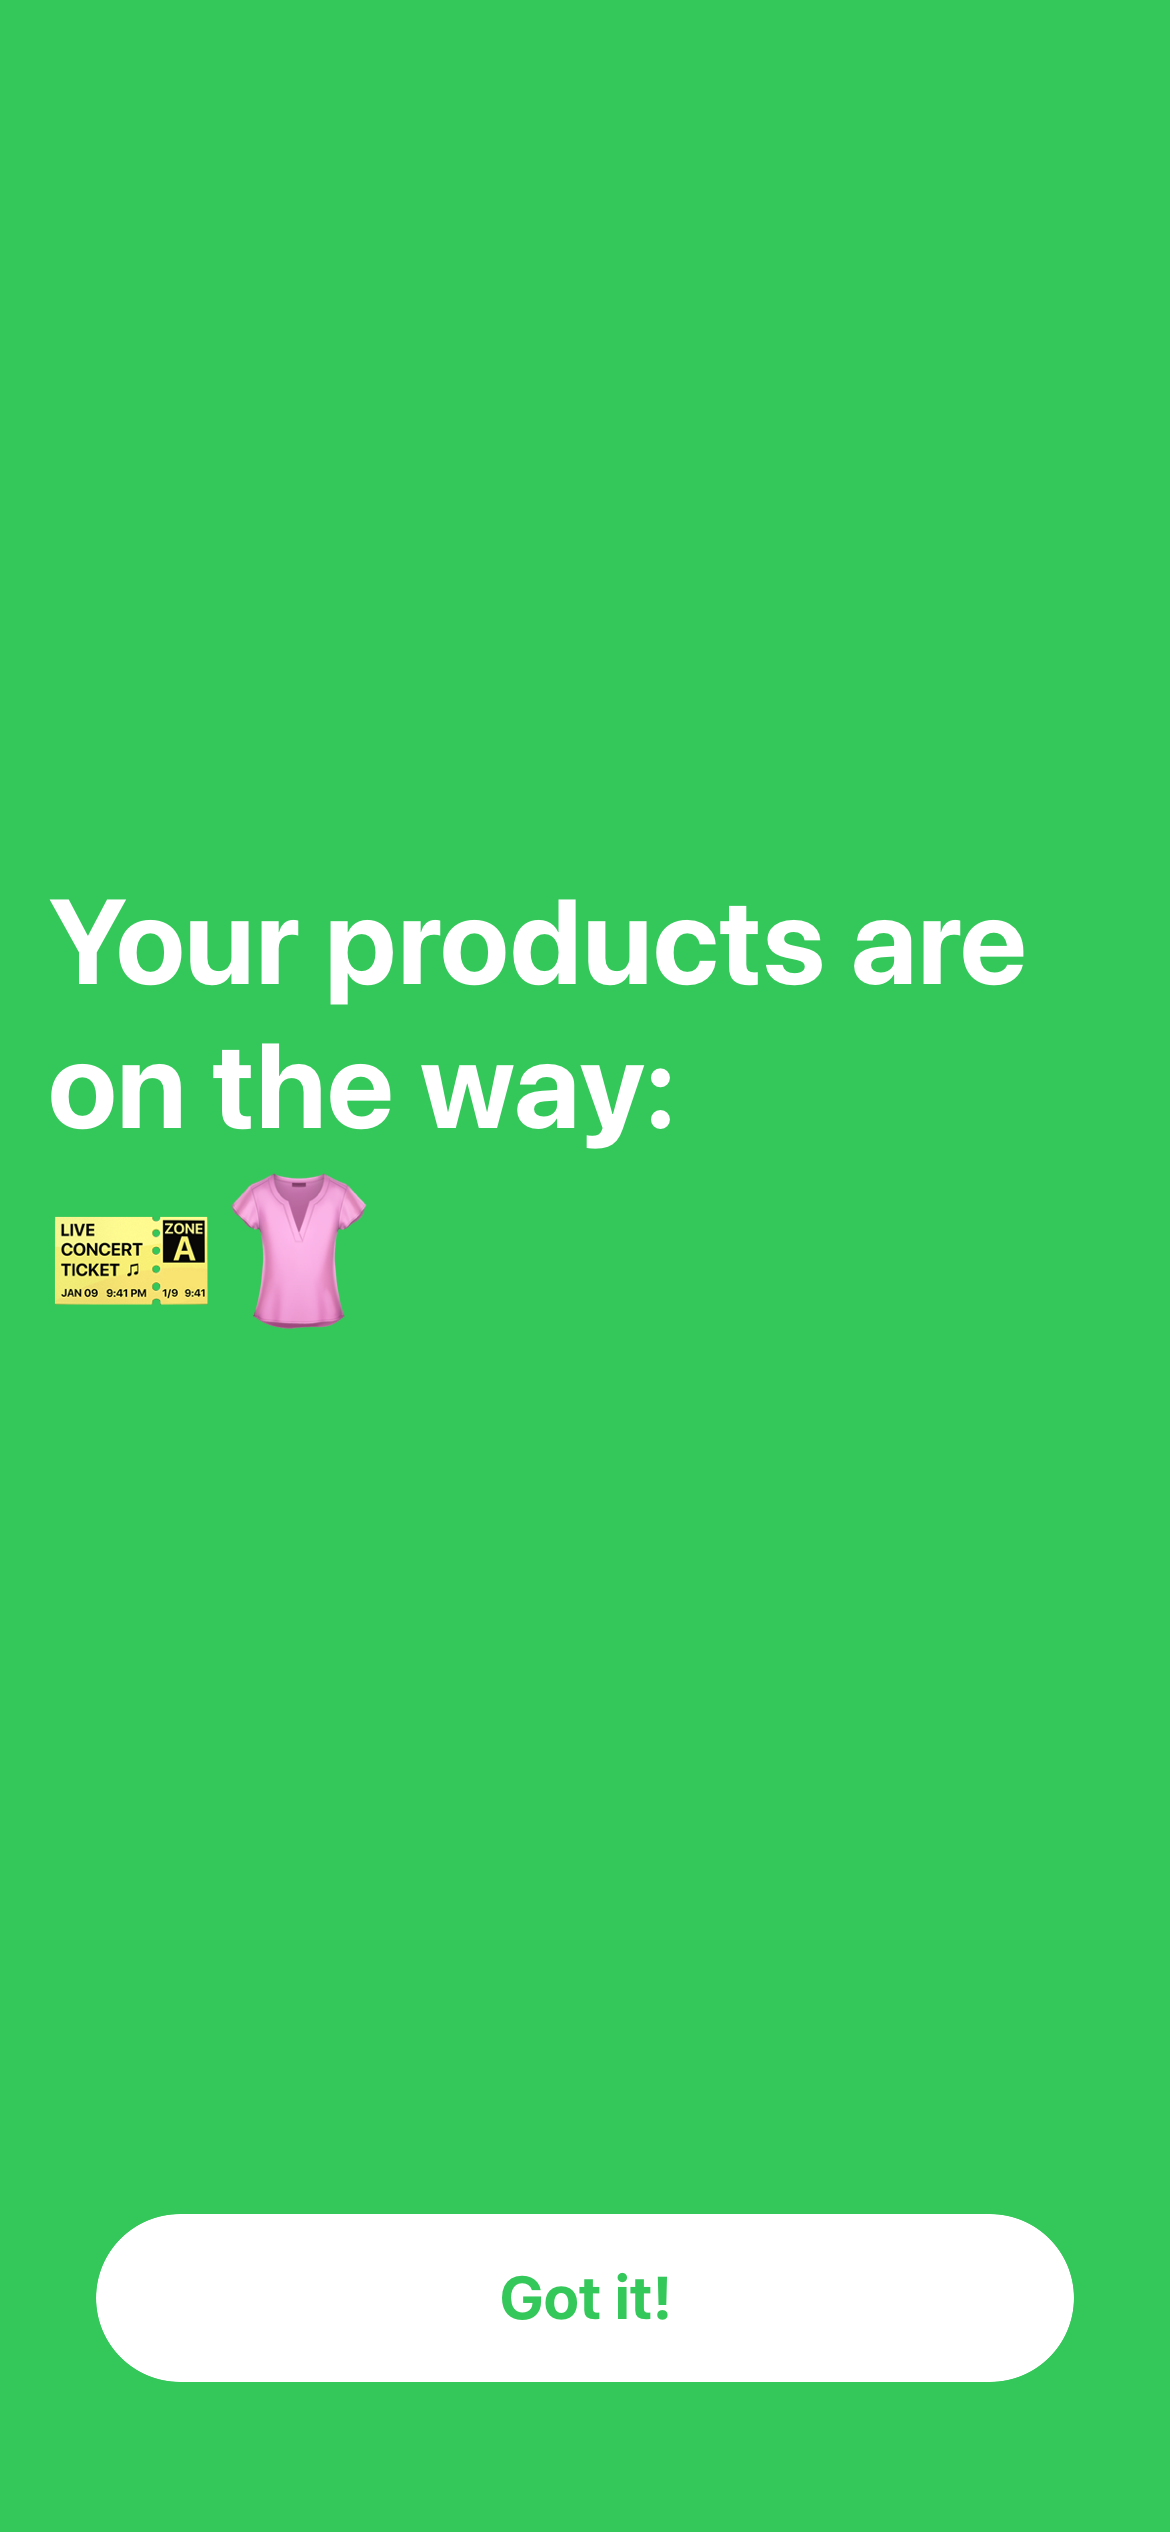 Your products are
on the way:
LIVE
CONCERT
TICKET ♫
JAN 09 9:41 PM
ZONE
A
1/9 9:41
Got it!